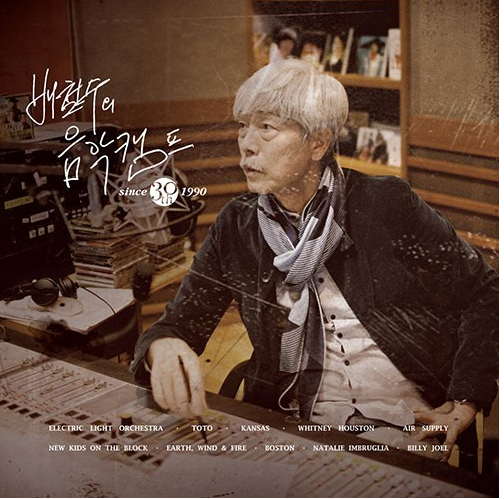 배철수의
음악캠프
since 30th 1990
ELECTRIC LIGHT ORCHESTRA · TOTO · KANSAS · WHITNEY HOUSTON · AIR SUPPLY
NEW KIDS ON THE BLOCK · EARTH, WIND & FIRE · BOSTON · NATALIE IMBRUGLIA · BILLY JOEL